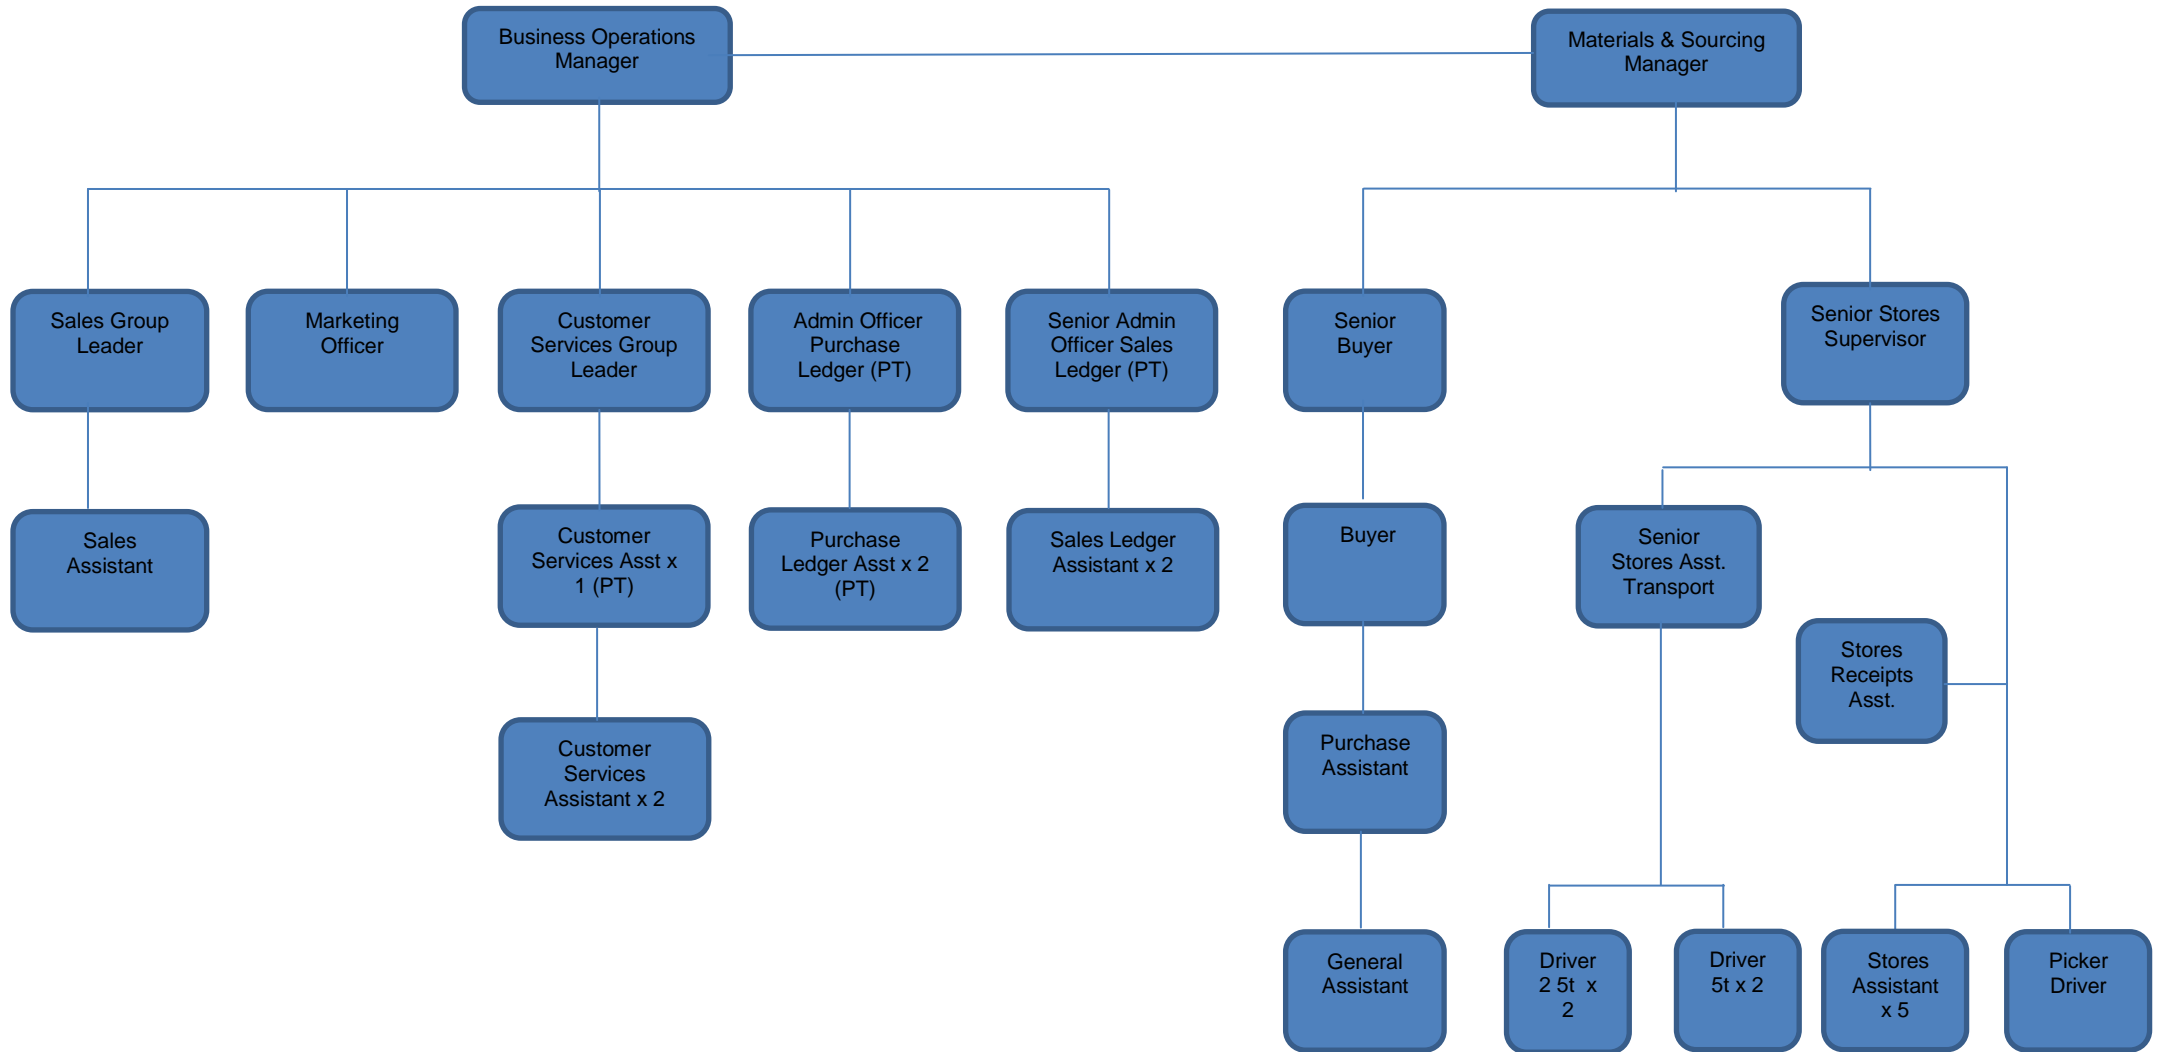 Business Operations
Manager
Materials & Sourcing
Manager
Sales Group
Leader
Marketing
Officer
Customer
Services Group
Leader
Admin Officer
Purchase
Ledger (PT)
Senior Admin
Officer Sales
Ledger (PT)
Senior
Buyer
Senior Stores
Supervisor
Sales
Assistant
Customer
Services Asst x
1 (PT)
Purchase
Ledger Asst x 2
(PT)
Sales Ledger
Assistant x 2
Buyer
Senior
Stores Asst.
Transport
Stores
Receipts
Asst.
Customer
Services
Assistant x 2
Purchase
Assistant
General
Assistant
Driver
2 5t x
2
Driver
5t x 2
Stores
Assistant
x 5
Picker
Driver